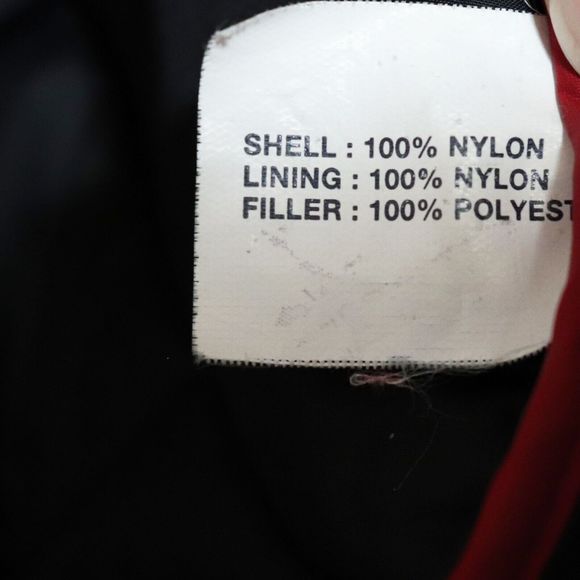 SHELL : 100% NYLON
LINING : 100% NYLON
FILLER : 100% POLYEST